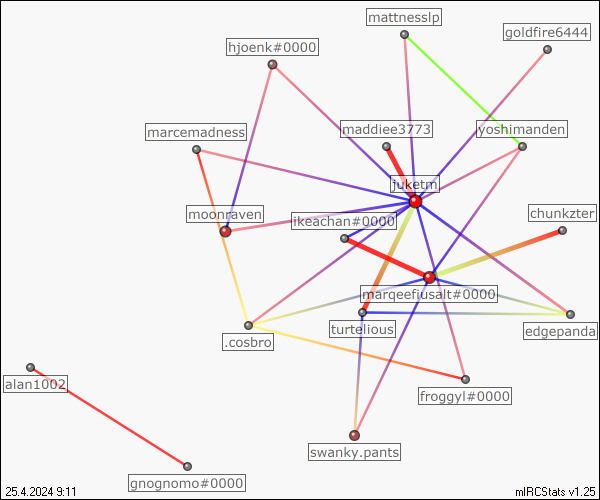 mattnesslp
goldfire6444
hjoenk#0000
marcemadness
maddiee3773
yoshimanden
juketm
moonraven
ikeachan#0000
chunkzter
marqeefiusalt#0000
turtelious
edgepanda
.cosbro
alan1002
froggyl#0000
swanky.pants
gnognomo#0000
25.4.2024 9:11
mIRCStats v1.25